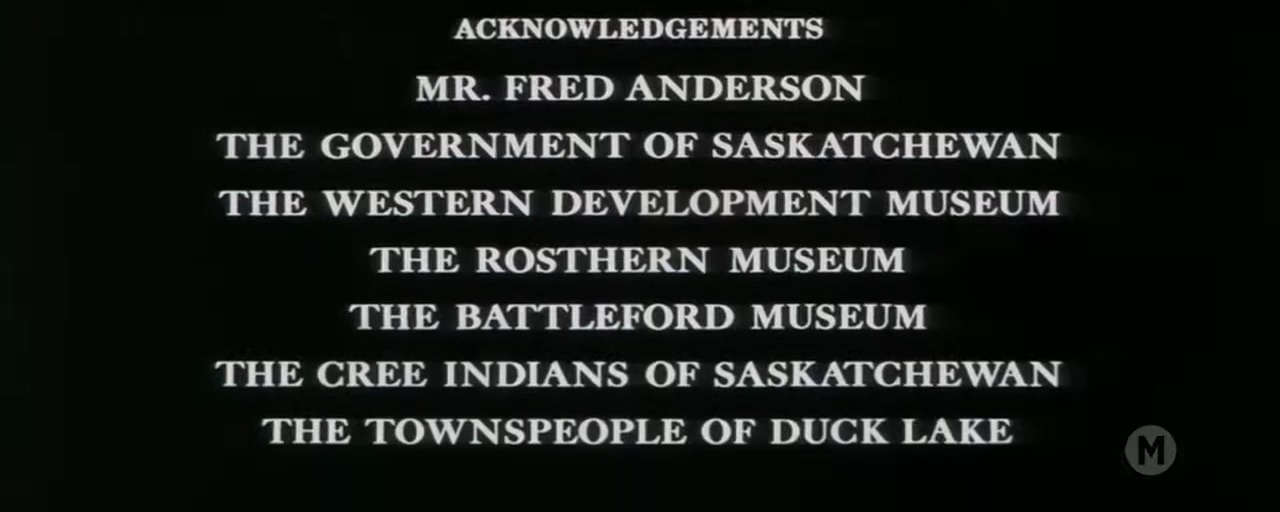 ACKNOWLEDGEMENTS
MR. FRED ANDERSON
THE GOVERNMENT OF SASKATCHEWAN
THE WESTERN DEVELOPMENT MUSEUM
THE ROSTHERN MUSEUM
THE BATTLEFORD MUSEUM
THE CREE INDIANS OF SASKATCHEWAN
THE TOWNSPEOPLE OF DUCK LAKE
M